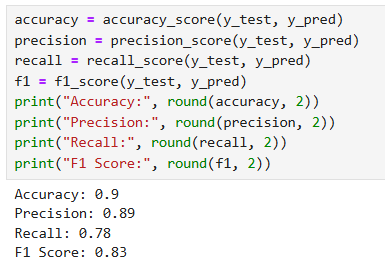 accuracy = accuracy_score(y_test, y_pred)
precision = precision_score(y_test, y_pred)
recall = recall_score(y_test, y_pred)
f1 = f1_score(y_test, y_pred)
print("Accuracy:", round(accuracy, 2))
print("Precision:", round(precision, 2))
print("Recall:", round(recall, 2))
print("F1 Score:", round(f1, 2))
Accuracy: 0.9
Precision: 0.89
Recall: 0.78
F1 Score: 0.83